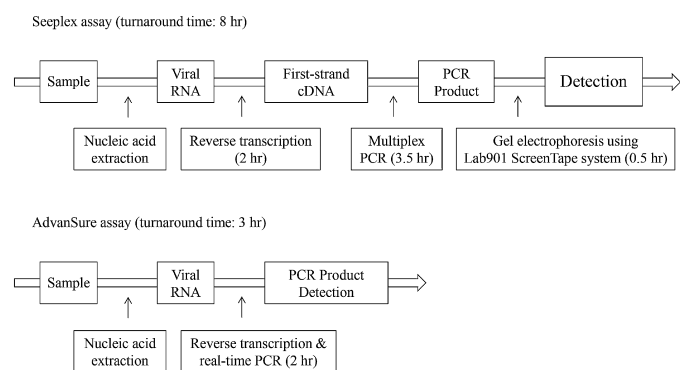 Seeplex assay (turnaround time: 8 hr)
Sample
Viral
RNA
First-strand
cDNA
PCR
Product
Detection
Nucleic acid
extraction
Reverse transcription
(2 hr)
Multiplex
PCR (3.5 hr)
Gel electrophoresis using
Lab901 ScreenTape system (0.5 hr)
AdvanSure assay (turnaround time: 3 hr)
Sample
Viral
RNA
PCR Product
Detection
Nucleic acid
extraction
Reverse transcription &
real-time PCR (2 hr)